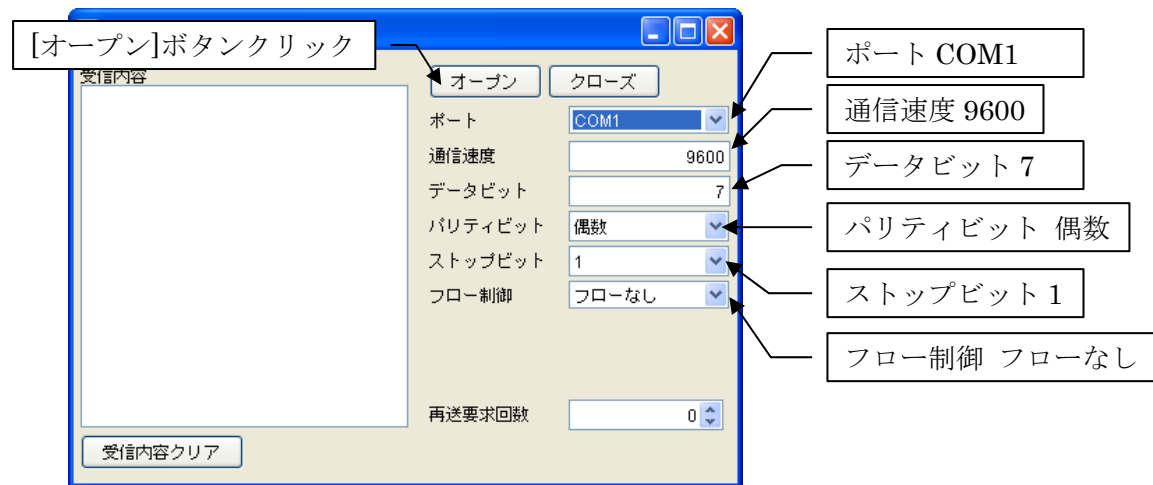 [オープン]ボタンクリック
受信内容
オープン
クローズ
ポート
COM1
通信速度
9600
データビット
7
パリティビット
偶数
ストップビット
1
フロー制御
フローなし
再送要求回数
0
受信内容クリア
ポート COM1
通信速度 9600
データビット 7
パリティビット 偶数
ストップビット 1
フロー制御 フローなし